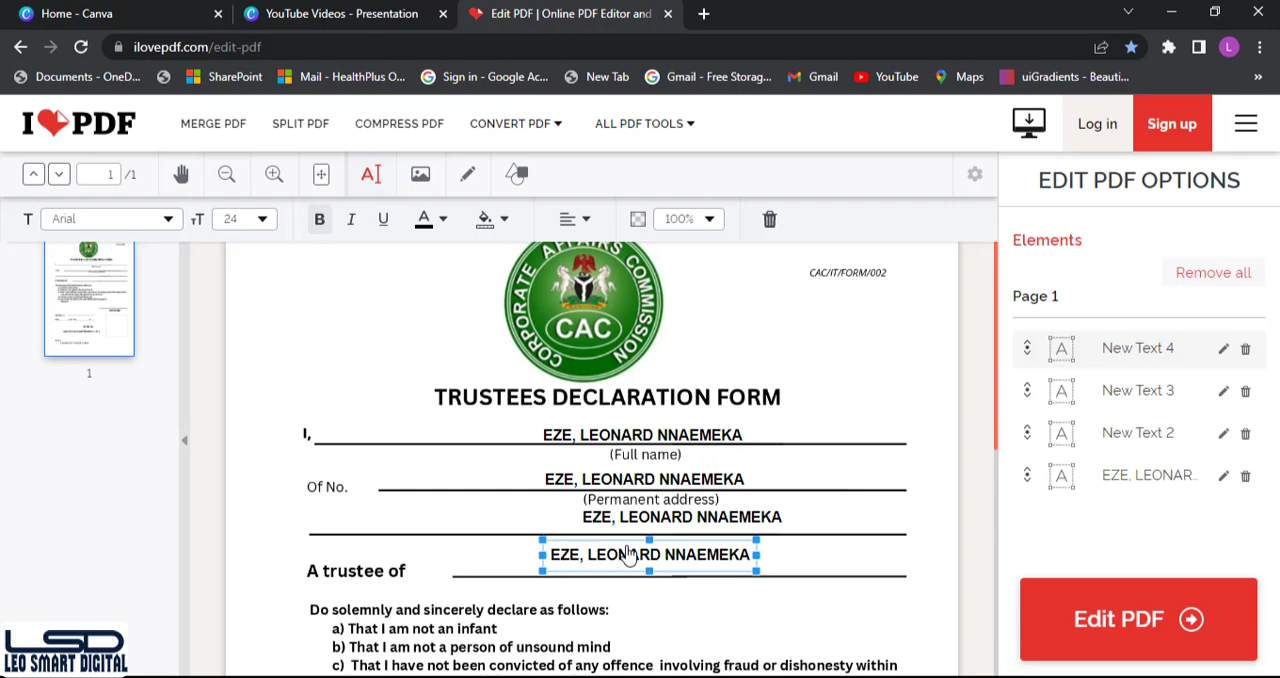 Home - Canva
YouTube Videos - Presentation
Edit PDF | Online PDF Editor and
ilovepdf.com/edit-pdf
L
Documents - OneD...
SharePoint
Mail - HealthPlus O...
Sign in - Google Ac...
New Tab
Gmail - Free Storag...
Gmail
YouTube
Maps
uiGradients - Beauti...
»
I PDF
MERGE PDF
SPLIT PDF
COMPRESS PDF
CONVERT PDF
ALL PDF TOOLS
Log in
Sign up
1 /1
Arial
24
B I U A
100%
EDIT PDF OPTIONS
Elements
Remove all
Page 1
New Text 4
New Text 3
New Text 2
EZE, LEONAR...
Edit PDF
1
CORPORATE AFFAIRS COMMISSION
CAC
CAC/IT/FORM/002
TRUSTEES DECLARATION FORM
I, EZE, LEONARD NNAEMEKA
(Full name)
Of No. EZE, LEONARD NNAEMEKA
(Permanent address)
EZE, LEONARD NNAEMEKA
EZE, LEONARD NNAEMEKA
A trustee of
Do solemnly and sincerely declare as follows:
a) That I am not an infant
b) That I am not a person of unsound mind
c) That I have not been convicted of any offence involving fraud or dishonesty within
LSD
LEO SMART DIGITAL